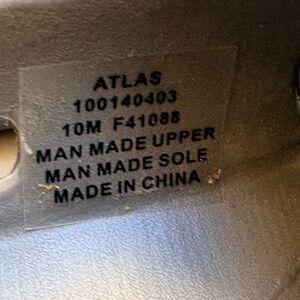 ATLAS
100140403
10M F41088
MAN MADE UPPER
MAN MADE SOLE
MADE IN CHINA